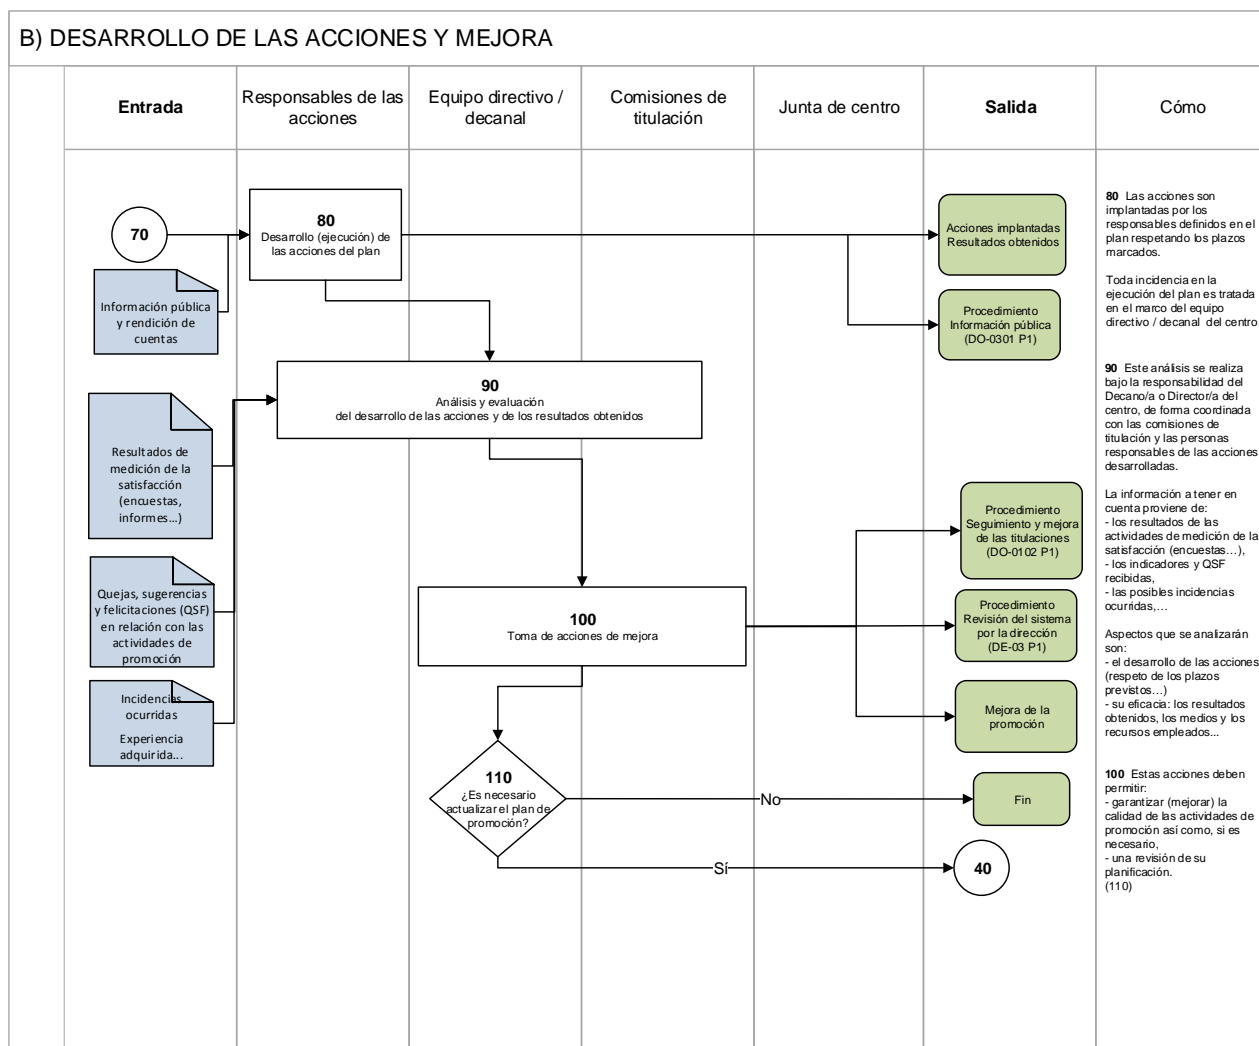 B) DESARROLLO DE LAS ACCIONES Y MEJORA
Entrada
Responsables de las
acciones
Equipo directivo /
decanal
Comisiones de
titulación
Junta de centro
Salida
Cómo
70
Información pública
y rendición de
cuentas
80
Desarrollo (ejecución) de
las acciones del plan
Acciones implantadas
Resultados obtenidos
Procedimiento
Información pública
(DO-0301 P1)
90
Análisis y evaluación
del desarrollo de las acciones y de los resultados obtenidos
Resultados de
medición de la
satisfacción
(encuestas,
informes...)
Quejas, sugerencias
y felicitaciones (QSF)
en relación con las
actividades de
promoción
Incidencias
ocurridas
Experiencia
adquirida...
100
Toma de acciones de mejora
Procedimiento
Seguimiento y mejora
de las titulaciones
(DO-0102 P1)
Procedimiento
Revisión del sistema
por la dirección
(DE-03 P1)
Mejora de la
promoción
110
¿Es necesario
actualizar el plan de
promoción?
No
Fin
Sí
40
80 Las acciones son
implantadas por los
responsables definidos en el
plan respetando los plazos
marcados.
Toda incidencia en la
ejecución del plan es tratada
en el marco del equipo
directivo / decanal del centro
90 Este análisis se realiza
bajo la responsabilidad del
Decano/a o Director/a del
centro, de forma coordinada
con las comisiones de
titulación y las personas
responsables de las acciones
desarrolladas.
La información a tener en
cuenta proviene de:
- los resultados de las
actividades de medición de la
satisfacción (encuestas...),
- los indicadores y QSF
recibidas,
- las posibles incidencias
ocurridas,...
Aspectos que se analizarán
son:
- el desarrollo de las acciones
(respeto de los plazos
previstos...)
- su eficacia: los resultados
obtenidos, los medios y los
recursos empleados...
100 Estas acciones deben
permitir:
- garantizar (mejorar) la
calidad de las actividades de
promoción así como, si es
necesario,
- una revisión de su
planificación.
(110)